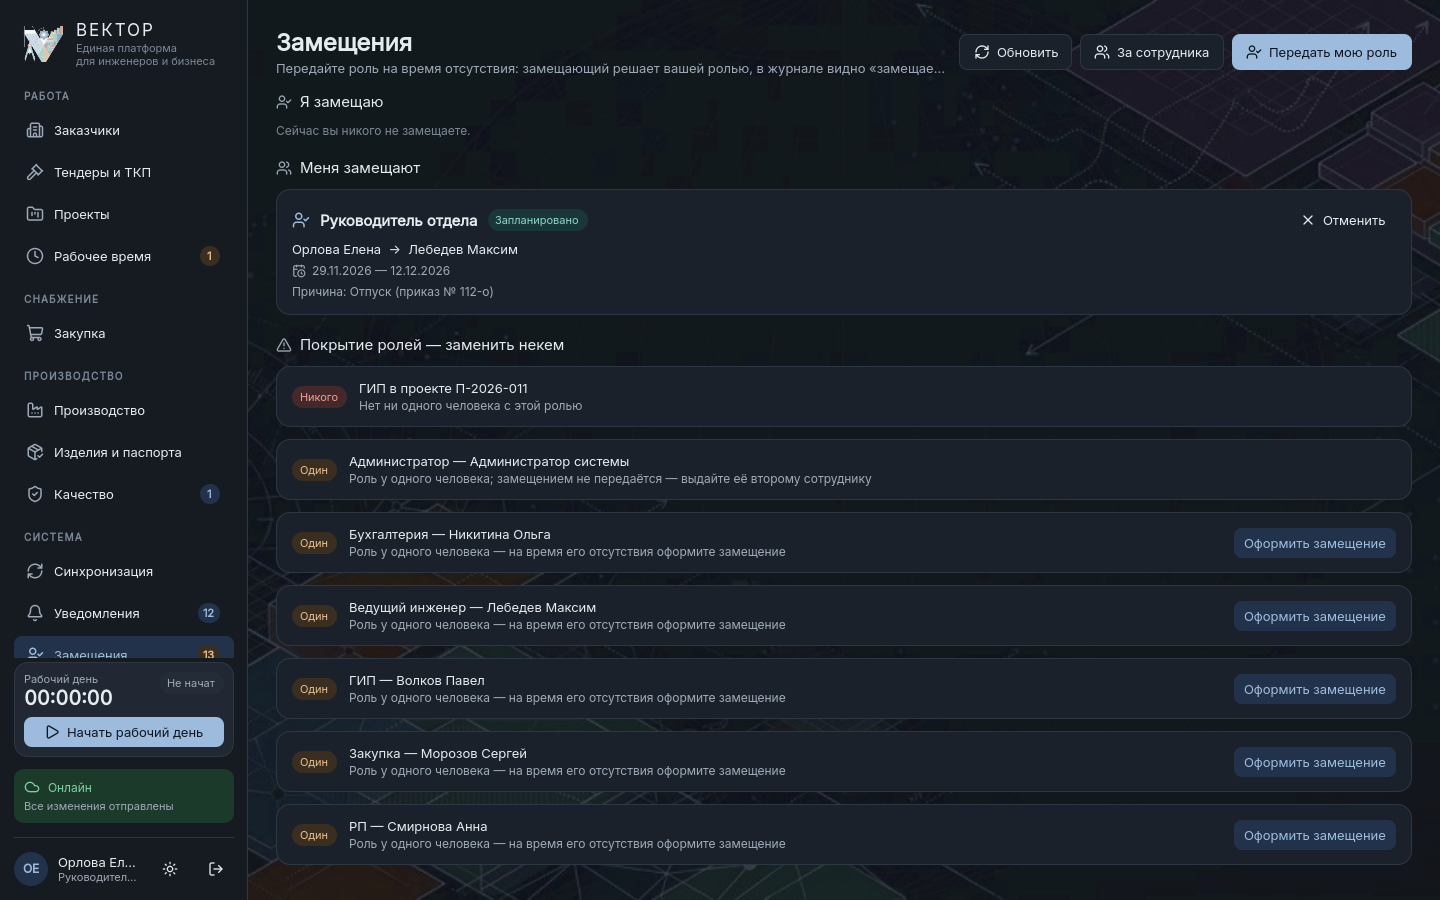 ВЕКТОР
Единая платформа
для инженеров и бизнеса
РАБОТА
Заказчики
Тендеры и ТКП
Проекты
Рабочее время 1
СНАБЖЕНИЕ
Закупка
ПРОИЗВОДСТВО
Производство
Изделия и паспорта
Качество 1
СИСТЕМА
Синхронизация
Уведомления 12
Замещения 13
Рабочий день
Не начат
00:00:00
Начать рабочий день
Онлайн
Все изменения отправлены
ОЕ
Орлова Ел...
Руководител...
Замещения
Передайте роль на время отсутствия: замещающий решает вашей ролью, в журнале видно «замещае...
Обновить
За сотрудника
Передать мою роль
Я замещаю
Сейчас вы никого не замещаете.
Меня замещают
Руководитель отдела Запланировано
Отменить
Орлова Елена → Лебедев Максим
29.11.2026 — 12.12.2026
Причина: Отпуск (приказ № 112-о)
Покрытие ролей — заменить некем
Никого
ГИП в проекте П-2026-011
Нет ни одного человека с этой ролью
Один
Администратор — Администратор системы
Роль у одного человека; замещением не передаётся — выдайте её второму сотруднику
Один
Бухгалтерия — Никитина Ольга
Роль у одного человека — на время его отсутствия оформите замещение
Оформить замещение
Один
Ведущий инженер — Лебедев Максим
Роль у одного человека — на время его отсутствия оформите замещение
Оформить замещение
Один
ГИП — Волков Павел
Роль у одного человека — на время его отсутствия оформите замещение
Оформить замещение
Один
Закупка — Морозов Сергей
Роль у одного человека — на время его отсутствия оформите замещение
Оформить замещение
Один
РП — Смирнова Анна
Роль у одного человека — на время его отсутствия оформите замещение
Оформить замещение